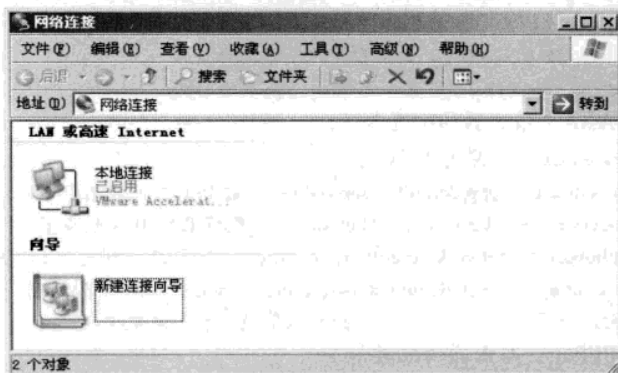 网络连接
文件(F) 编辑(E) 查看(V) 收藏(A) 工具(T) 高级(N) 帮助(H)
后退 搜索 文件夹
地址(D) 网络连接 转到
LAN 或高速 Internet
本地连接
已启用
VMware Accelerat...
向导
新建连接向导
2 个对象